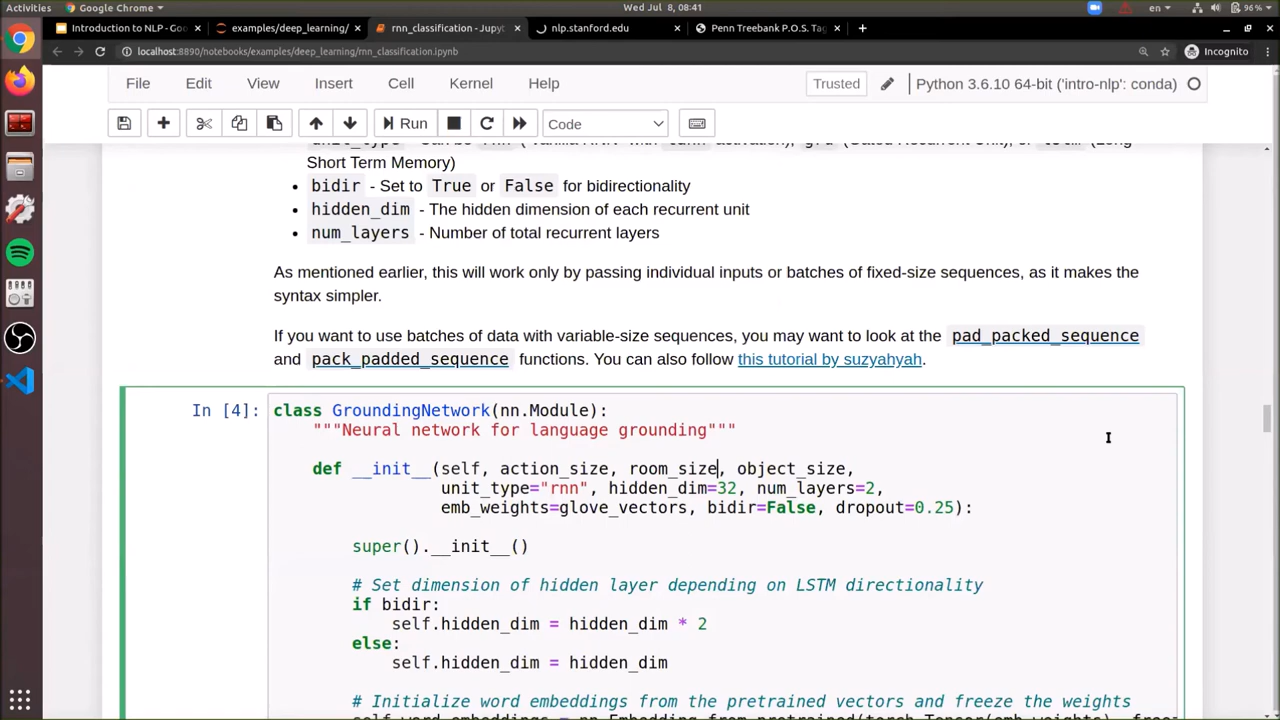 Activities
Google Chrome
Wed Jul 8, 08:41
en
96 %
Introduction to NLP - Goo
examples/deep_learning/
rnn_classification - Jupyt
nlp.stanford.edu
Penn Treebank P.O.S. Tag
localhost:8890/notebooks/examples/deep_learning/rnn_classification.ipynb
Incognito
File Edit View Insert Cell Kernel Help
Trusted
Python 3.6.10 64-bit ('intro-nlp': conda)
Run
Code
Short Term Memory)
• bidir - Set to True or False for bidirectionality
• hidden_dim - The hidden dimension of each recurrent unit
• num_layers - Number of total recurrent layers
As mentioned earlier, this will work only by passing individual inputs or batches of fixed-size sequences, as it makes the
syntax simpler.
If you want to use batches of data with variable-size sequences, you may want to look at the pad_packed_sequence
and pack_padded_sequence functions. You can also follow this tutorial by suzyahyah.
In [4]: class GroundingNetwork(nn.Module):
"""Neural network for language grounding"""
def __init__(self, action_size, room_size, object_size,
unit_type="rnn", hidden_dim=32, num_layers=2,
emb_weights=glove_vectors, bidir=False, dropout=0.25):
super().__init__()
# Set dimension of hidden layer depending on LSTM directionality
if bidir:
self.hidden_dim = hidden_dim * 2
else:
self.hidden_dim = hidden_dim
# Initialize word embeddings from the pretrained vectors and freeze the weights